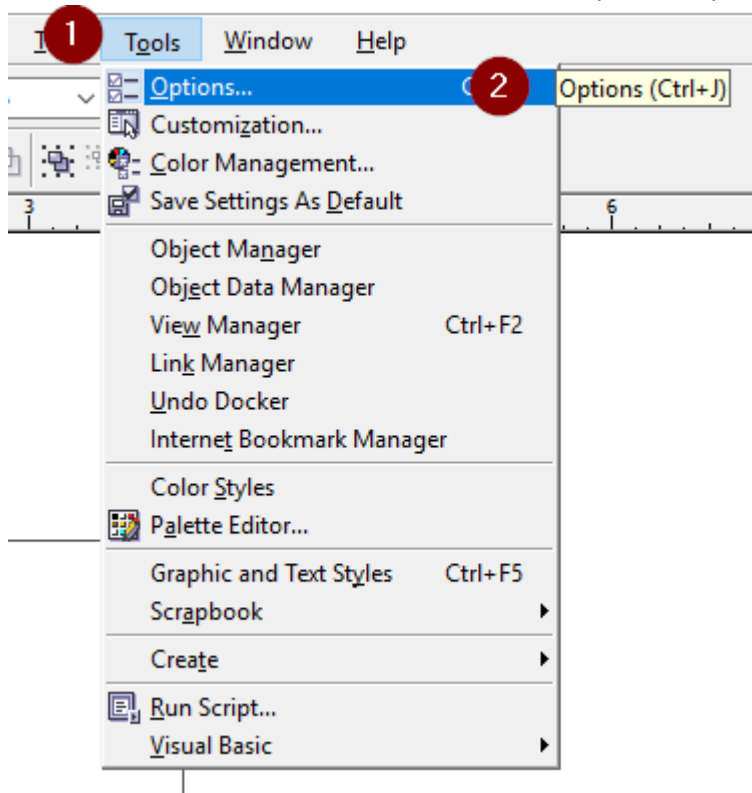 1 Tools Window Help
Options... 2 Options (Ctrl+J)
Customization...
Color Management...
3 Save Settings As Default 6
Object Manager
Object Data Manager
View Manager Ctrl+F2
Link Manager
Undo Docker
Internet Bookmark Manager
Color Styles
Palette Editor...
Graphic and Text Styles Ctrl+F5
Scrapbook
Create
Run Script...
Visual Basic